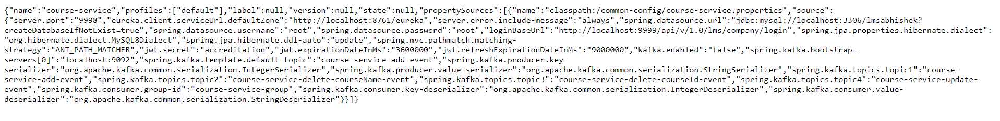 {"name":"course-service","profiles":["default"],"label":null,"version":null,"state":null,"propertySources":[{"name":"classpath:/common-config/course-service.properties","source":
{"server.port":"9998","eureka.client.serviceUrl.defaultZone":"http://localhost:8761/eureka","server.error.include-message":"always","spring.datasource.url":"jdbc:mysql://localhost:3306/lmsabhishek?
createDatabaseIfNotExist=true","spring.datasource.username":"root","spring.datasource.password":"root","loginBaseUrl":"http://localhost:9999/api/v/1.0/lms/company/login","spring.jpa.properties.hibernate.dialect":
"org.hibernate.dialect.MySQL8Dialect","spring.jpa.hibernate.ddl-auto":"update","spring.mvc.pathmatch.matching-
strategy":"ANT_PATH_MATCHER","jwt.secret":"accreditation","jwt.expirationDateInMs":"3600000","jwt.refreshExpirationDateInMs":"9000000","kafka.enabled":"false","spring.kafka.bootstrap-
servers[0]":"localhost:9092","spring.kafka.template.default-topic":"course-service-add-event","spring.kafka.producer.key-
serializer":"org.apache.kafka.common.serialization.IntegerSerializer","spring.kafka.producer.value-serializer":"org.apache.kafka.common.serialization.StringSerializer","spring.kafka.topics.topic1":"course-
service-add-event","spring.kafka.topics.topic2":"course-service-delete-courseName-event","spring.kafka.topics.topic3":"course-service-delete-courseId-event","spring.kafka.topics.topic4":"course-service-update-
event","spring.kafka.consumer.group-id":"course-service-group","spring.kafka.consumer.key-deserializer":"org.apache.kafka.common.serialization.IntegerDeserializer","spring.kafka.consumer.value-
deserializer":"org.apache.kafka.common.serialization.StringDeserializer"}}]}